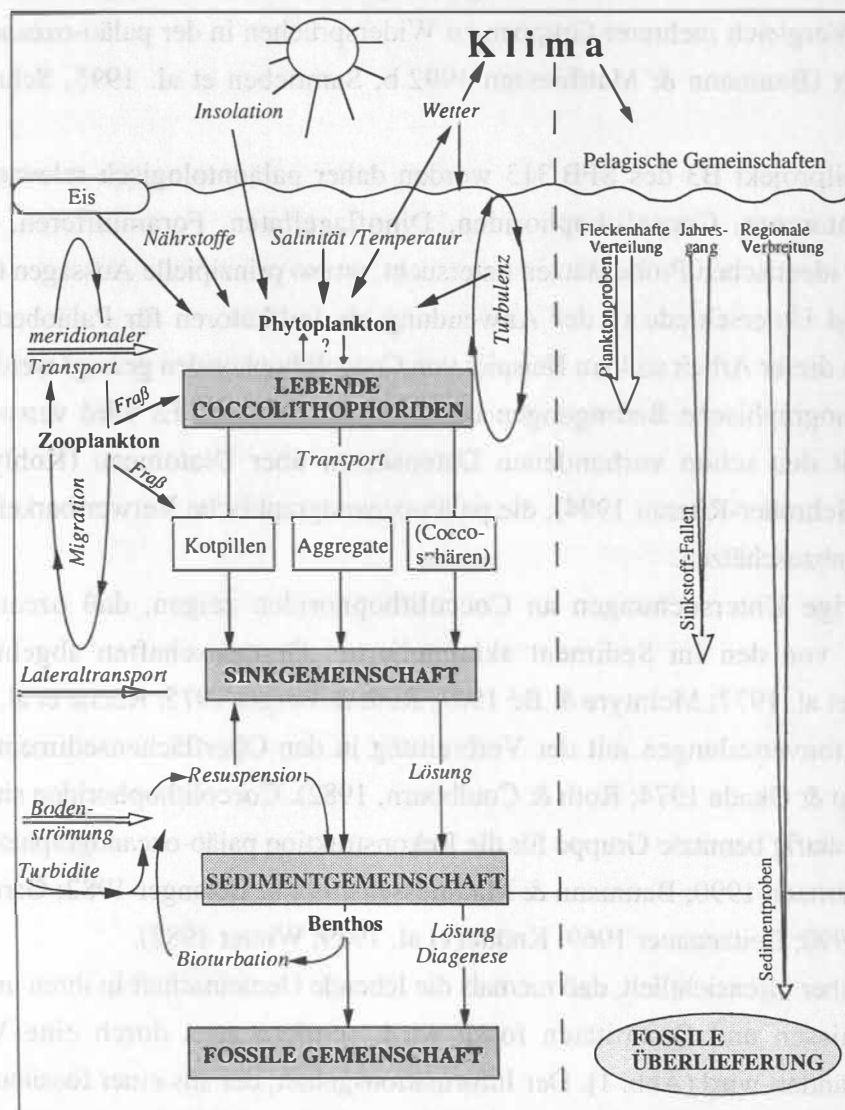 Klima
Insolation
Wetter
Pelagische Gemeinschaften
Eis
Nährstoffe
Salinität /Temperatur
Turbulenz
Fleckenhafte
Verteilung
Jahres-
gang
Regionale
Verbreitung
Planktonproben
Phytoplankton
?
meridionaler
Transport
Fraß
LEBENDE
COCCOLITHOPHORIDEN
Zooplankton
Fraß
Transport
Migration
Kotpillen
Aggregate
(Cocco-
sphären)
Sinkstoff-Fallen
Lateraltransport
SINKGEMEINSCHAFT
Resuspension
Lösung
Boden-
strömung
Turbidite
SEDIMENTGEMEINSCHAFT
Benthos
Bioturbation
Lösung
Diagenese
Sedimentproben
FOSSILE GEMEINSCHAFT
FOSSILE
ÜBERLIEFERUNG